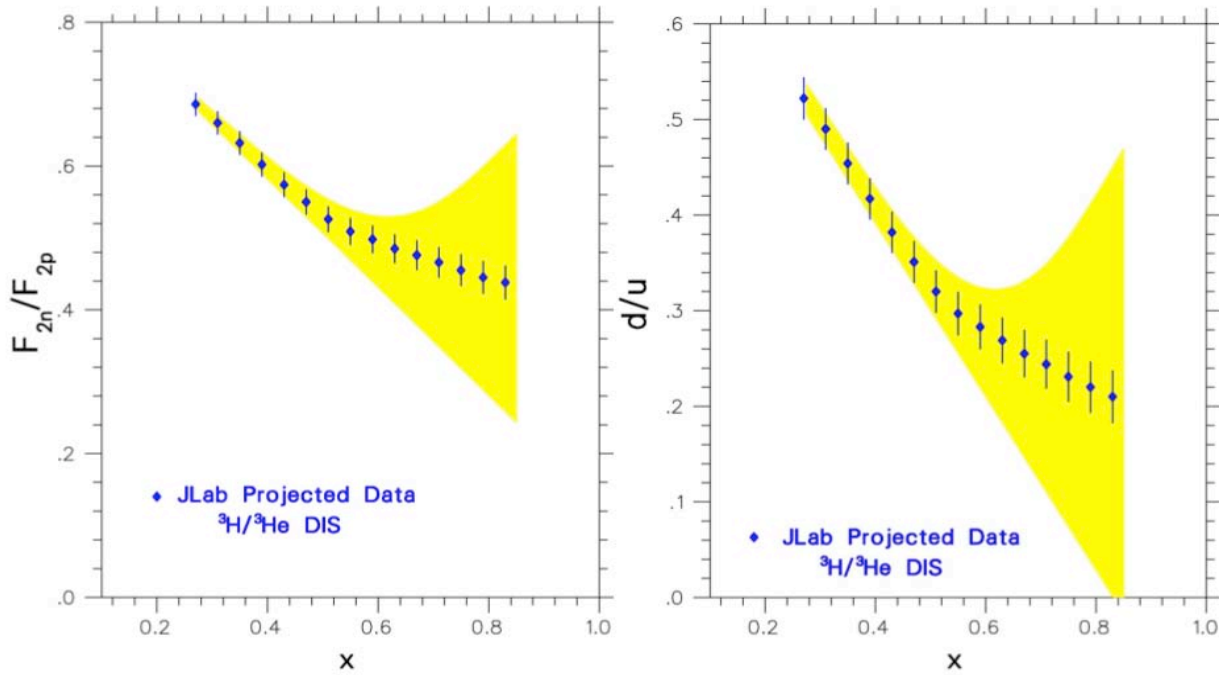 F2n/F2p
.8
.6
.4
.2
.0
JLab Projected Data
³H/³He DIS
0.2 0.4 0.6 0.8 1.0
x
d/u
.6
.5
.4
.3
.2
.1
.0
JLab Projected Data
³H/³He DIS
0.2 0.4 0.6 0.8 1.0
x